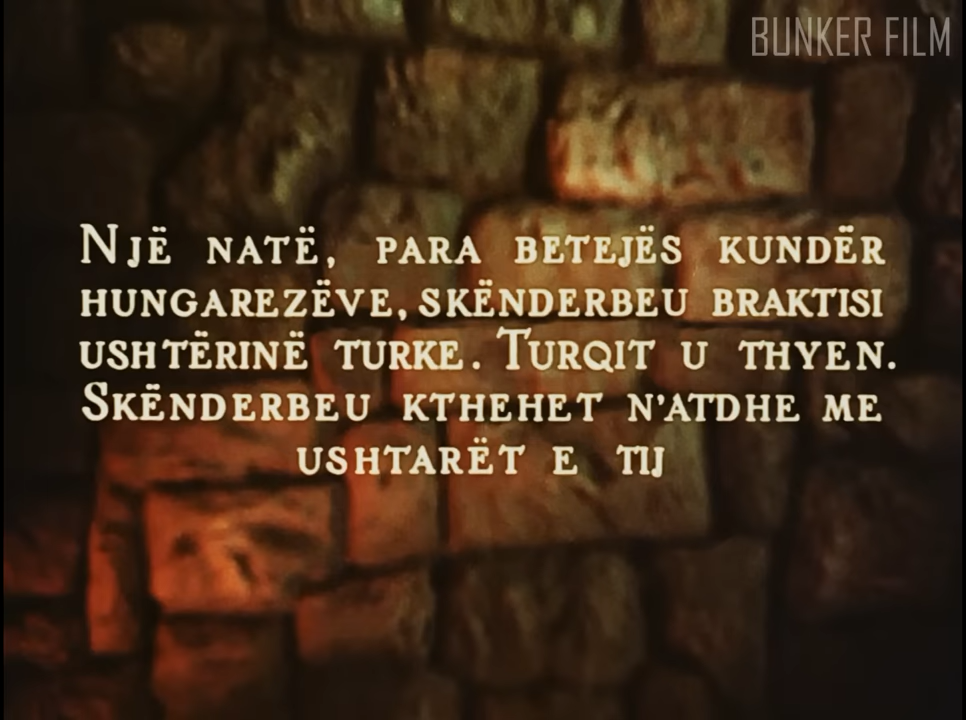 BUNKER FILM
NJË NATË, PARA BETEJËS KUNDËR
HUNGAREZËVE, SKËNDERBEU BRAKTISI
USHTËRINË TURKE. TURQIT U THYEN.
SKËNDERBEU KTHEHET N'ATDHE ME
USHTARËT E TIJ